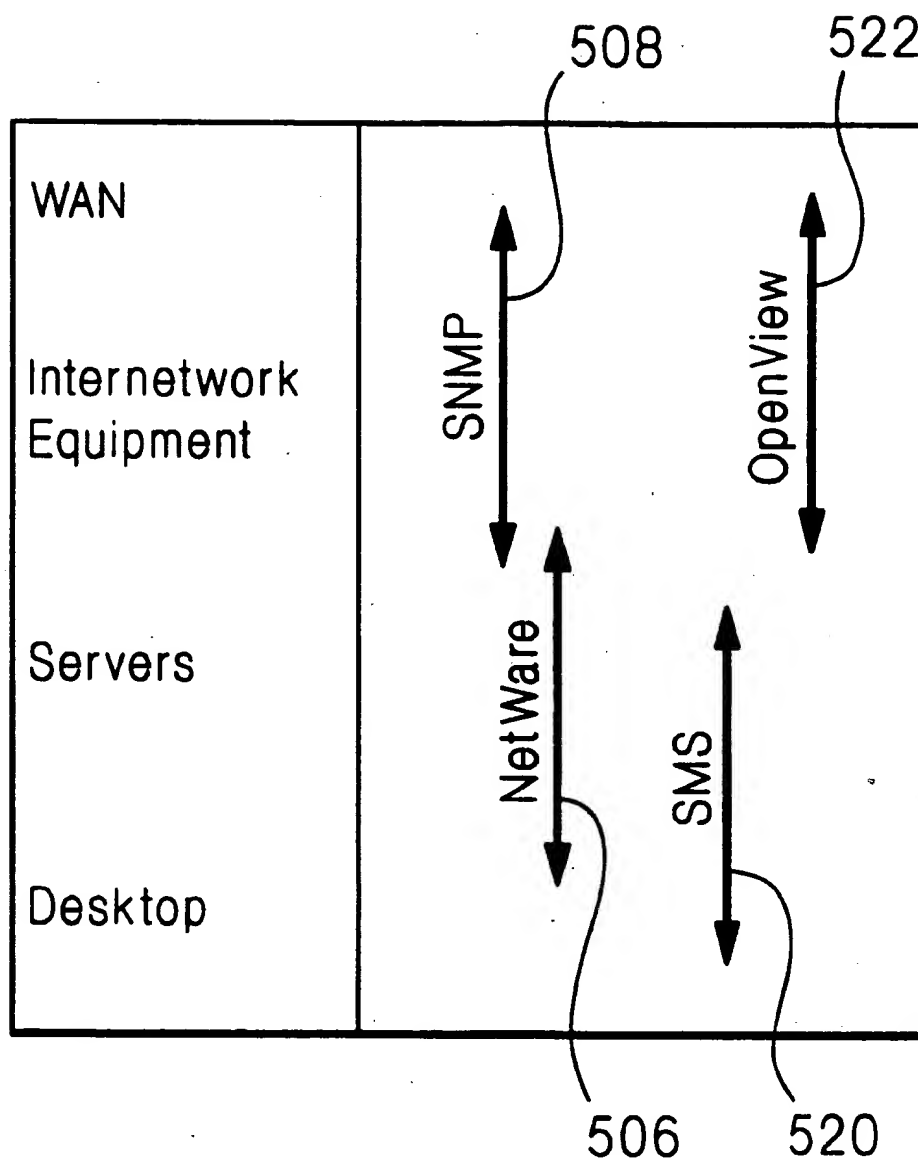 508
522
WAN
Internetwork
Equipment
Servers
Desktop
SNMP
OpenView
NetWare
SMS
506
520